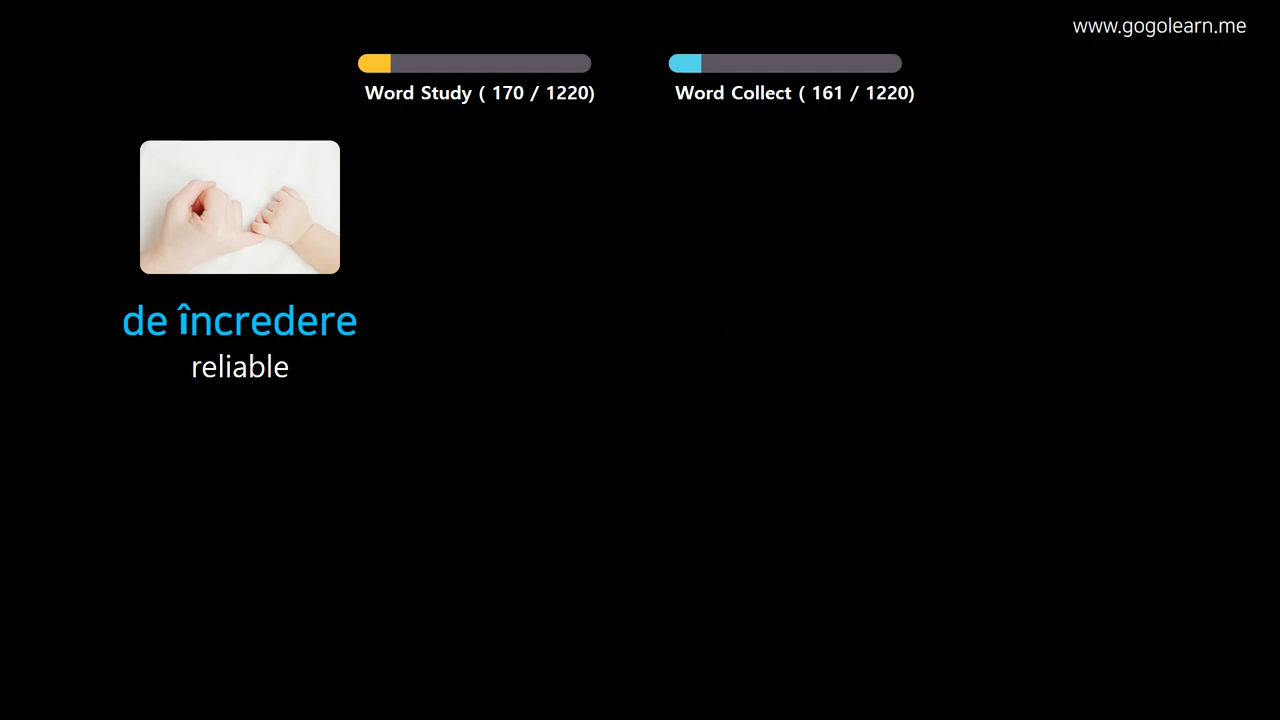 www.gogolearn.me
Word Study ( 170 / 1220)
Word Collect ( 161 / 1220)
de încredere
reliable